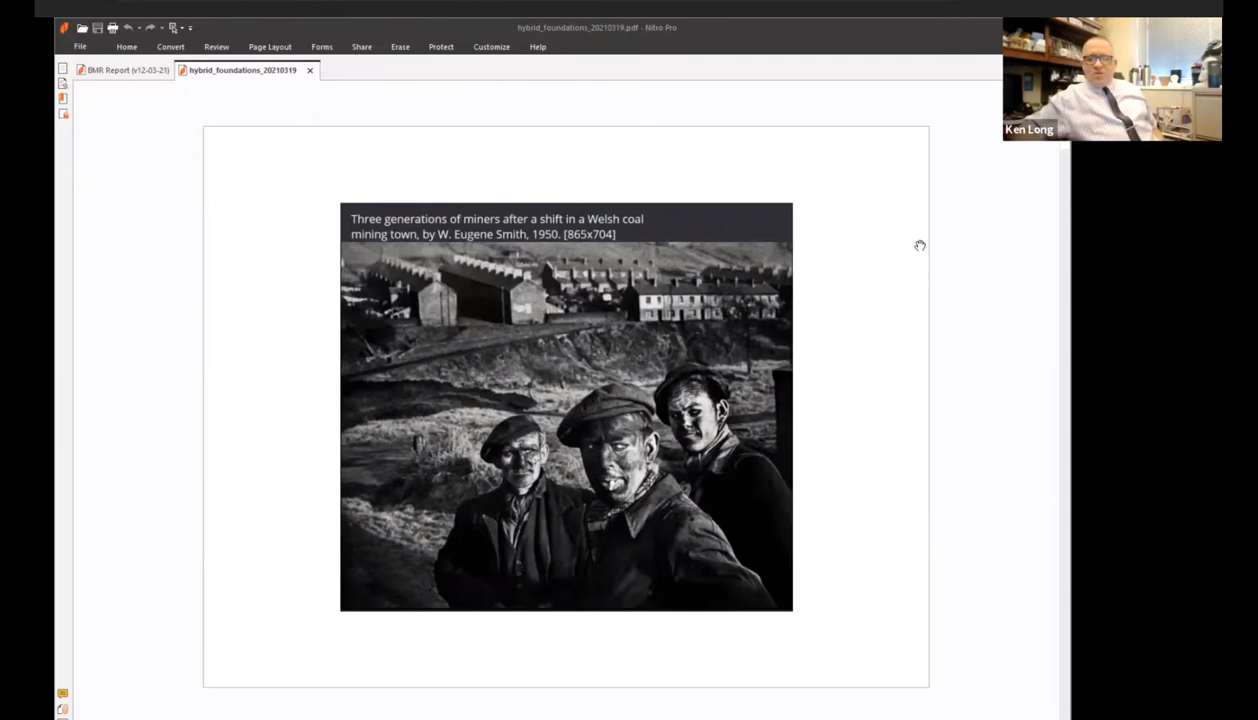 hybrid_foundations_20210319.pdf - Nitro Pro
File Home Convert Review Page Layout Forms Share Erase Protect Customize Help
BMR Report (v12-03-21) hybrid_foundations_20210319
Ken Long
Three generations of miners after a shift in a Welsh coal
mining town, by W. Eugene Smith, 1950. [865x704]